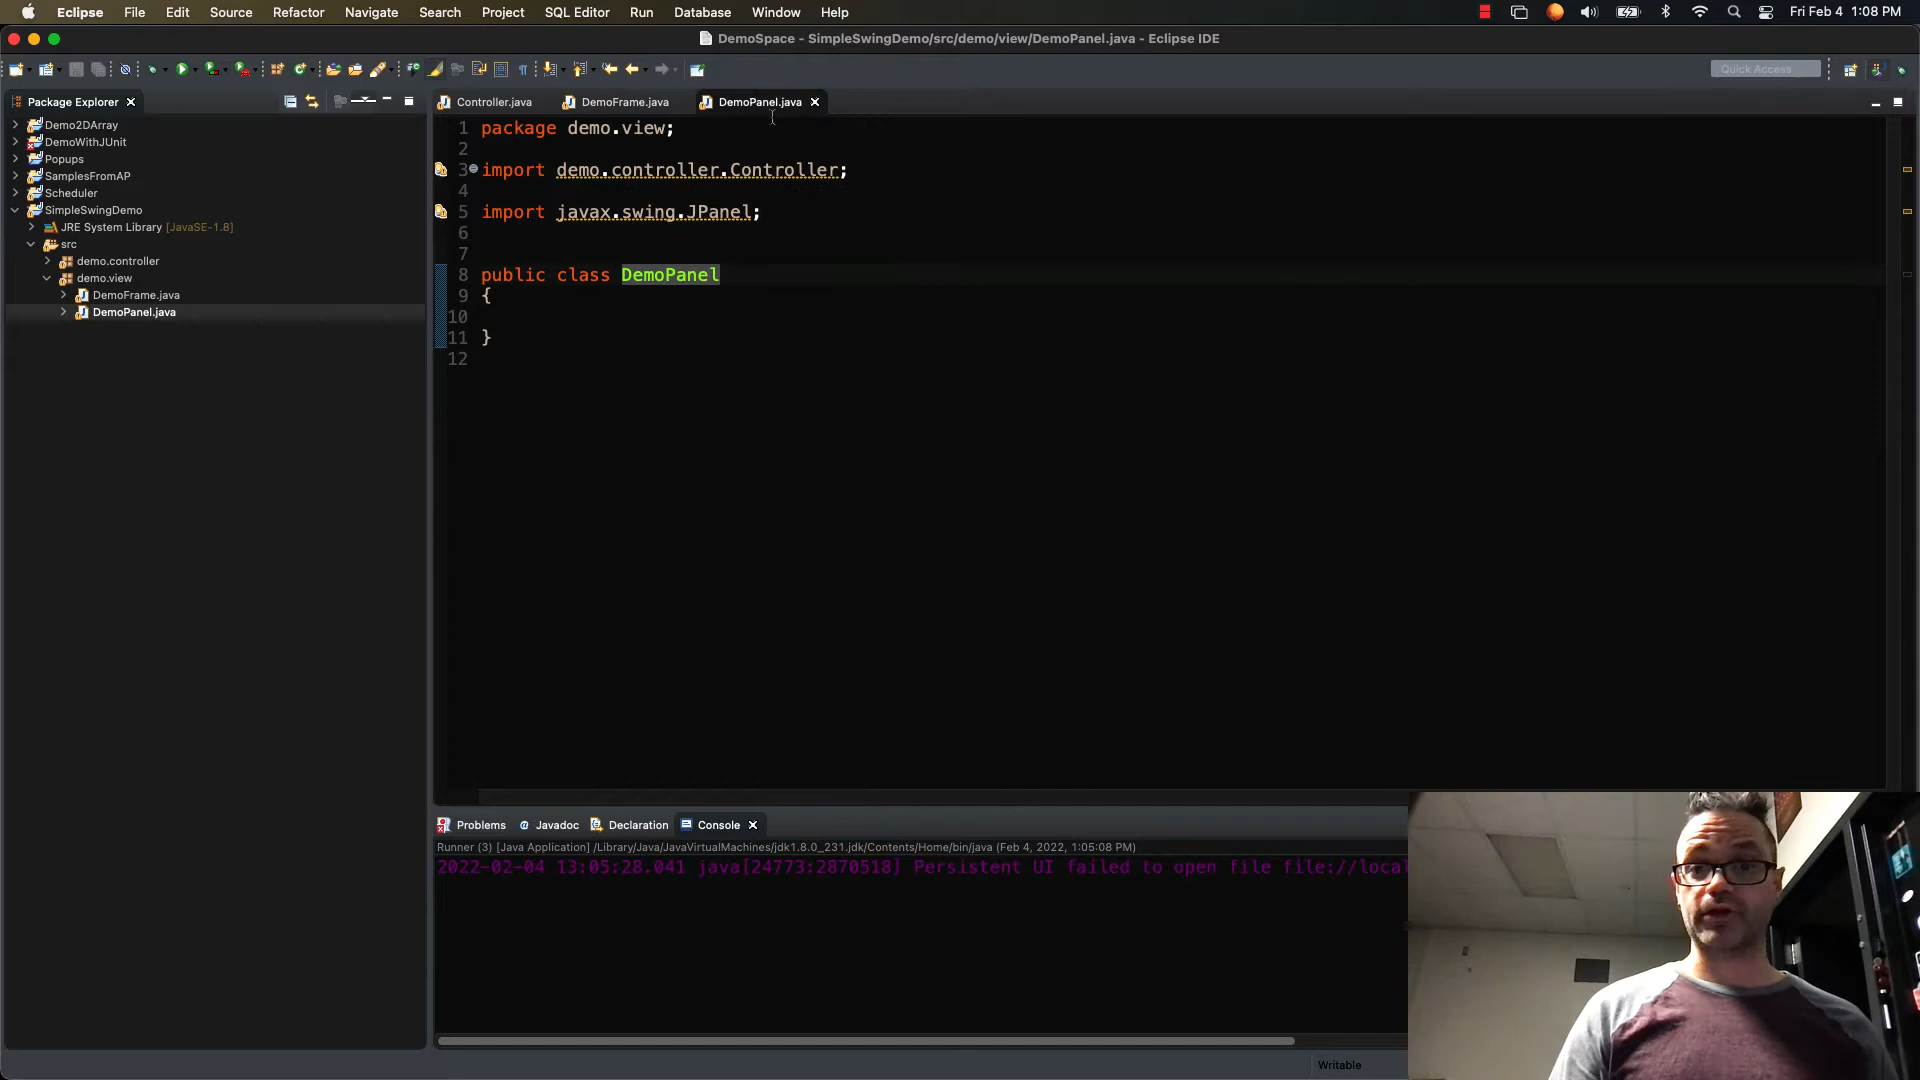 Eclipse File Edit Source Refactor Navigate Search Project SQL Editor Run Database Window Help Fri Feb 4 1:08 PM
DemoSpace - SimpleSwingDemo/src/demo/view/DemoPanel.java - Eclipse IDE
Quick Access
Package Explorer
Demo2DArray
DemoWithJUnit
Popups
SamplesFromAP
Scheduler
SimpleSwingDemo
JRE System Library [JavaSE-1.8]
src
demo.controller
demo.view
DemoFrame.java
DemoPanel.java
Controller.java DemoFrame.java DemoPanel.java
1 package demo.view;
2
3 import demo.controller.Controller;
4
5 import javax.swing.JPanel;
6
7
8 public class DemoPanel
9 {
10
11 }
12
Problems Javadoc Declaration Console
Runner (3) [Java Application] /Library/Java/JavaVirtualMachines/jdk1.8.0_231.jdk/Contents/Home/bin/java (Feb 4, 2022, 1:05:08 PM)
2022-02-04 13:05:28.041 java[24773:2870518] Persistent UI failed to open file file://local
Writable